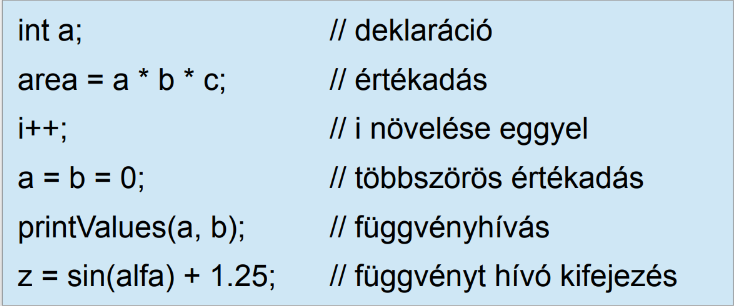 int a; // deklaráció
area = a * b * c; // értékadás
i++; // i növelése eggyel
a = b = 0; // többszörös értékadás
printValues(a, b); // függvényhívás
z = sin(alfa) + 1.25; // függvényt hívó kifejezés